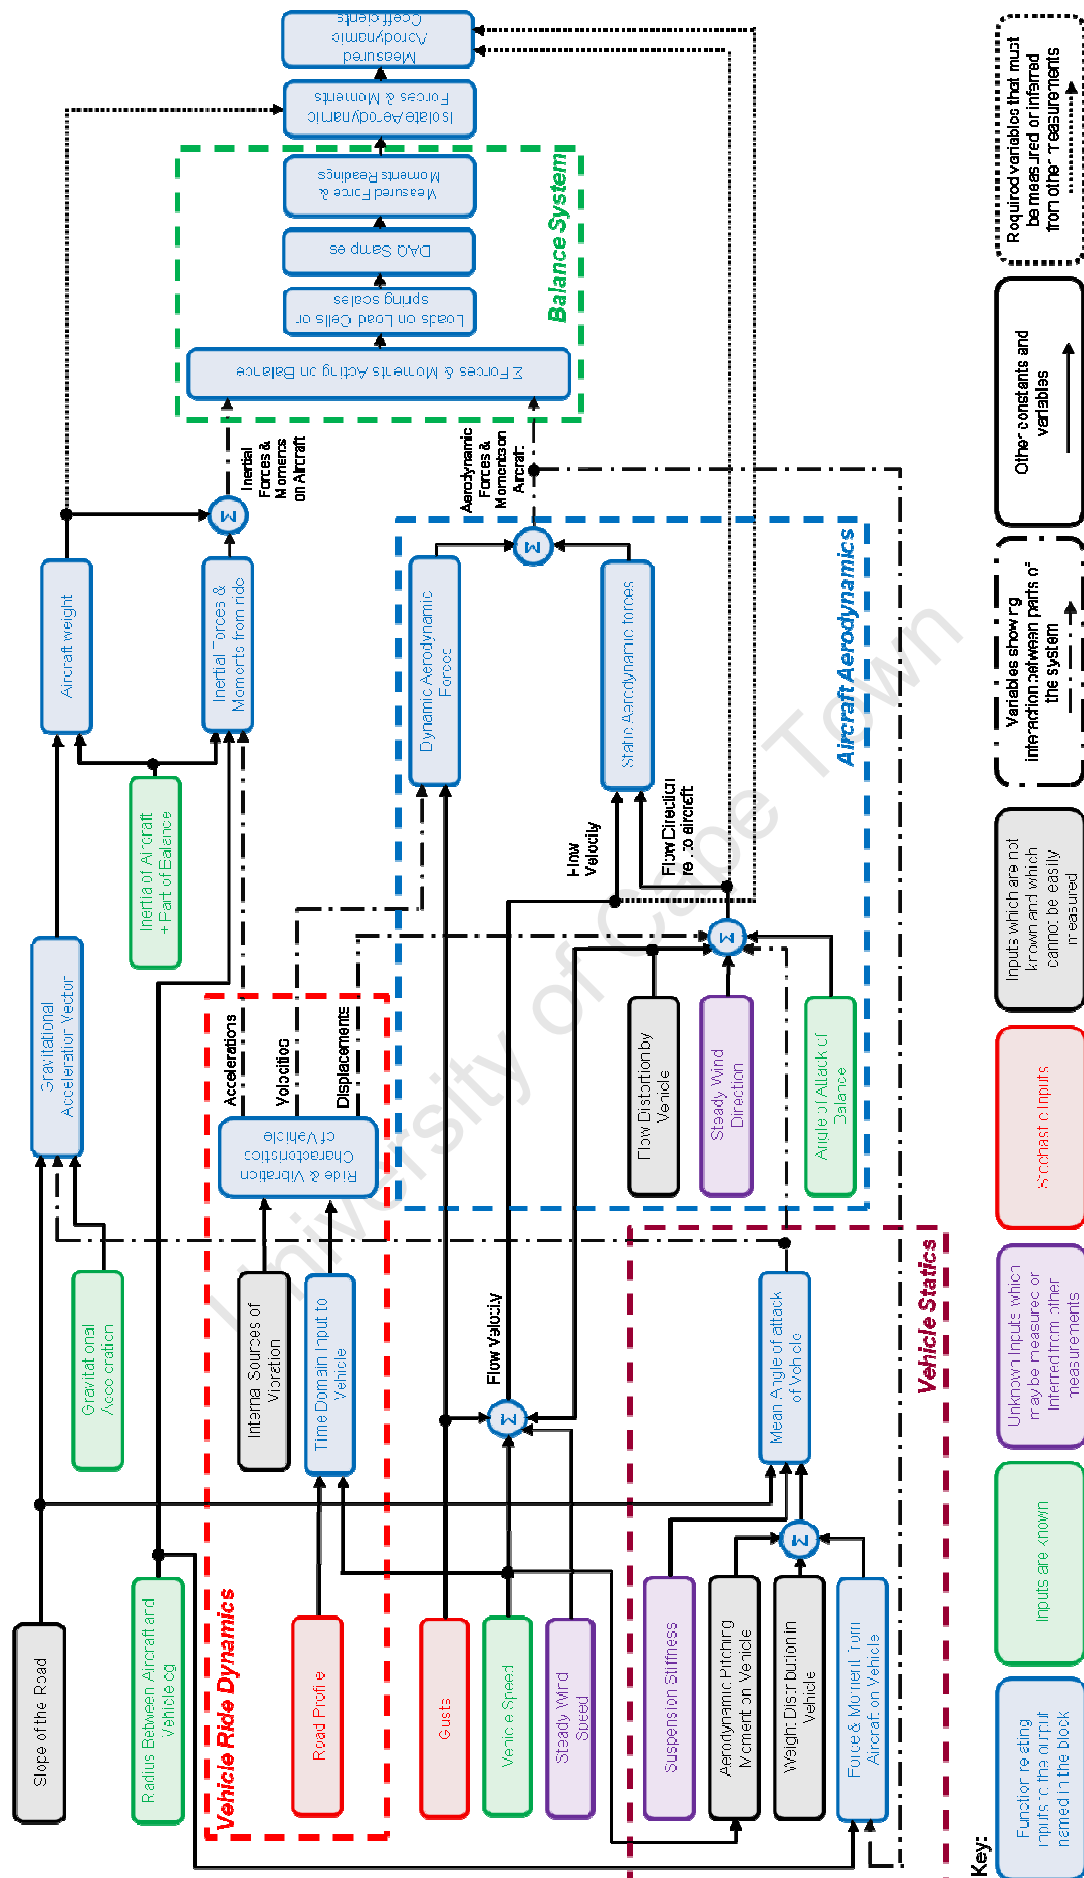 Slope of the Road
Radius Between Aircraft and
Vehicle cg
Vehicle Ride Dynamics
Road Profile
Gusts
Vehicle Speed
Steady Wind
Speed
Suspension Stiffness
Aerodynamic Pitching
Moment on Vehicle
Weight Distribution in
Vehicle
Force & Moment from
Aircraft on Vehicle
Gravitational
Acceleration
Internal Sources of
Vibration
Time Domain Input to
Vehicle
Flow Velocity
Mean Angle of attack
of Vehicle
Vehicle Statics
Gravitational
Acceleration Vector
Ride & Vibration
Characteristics
of Vehicle
Accelerations
Velocities
Displacements
Flow Distortion by
Vehicle
Steady Wind
Direction
Angle of Attack of
Balance
Σ
Σ
Σ
Inertia of Aircraft
+ Part of Balance
Flow
Velocity
Flow Direction
rel. to aircraft
Aircraft weight
Inertial Forces &
Moments from ride
Dynamic Aerodynamic
Forces
Static Aerodynamic forces
Aircraft Aerodynamics
Σ
Σ
Inertial
Forces &
Moments
on Aircraft
Aerodynamic
Forces &
Moments on
Aircraft
Σ Forces & Moments Acting on Balance
Loads on Load Cells or
spring scales
DAQ Samples
Measured Force &
Moments Readings
Balance System
Isolate Aerodynamic
Forces & Moments
Measured
Aerodynamic
Coefficients
Key:
Function relating
inputs to the output
named in the block
Inputs are known
Unknown Inputs which
may be measured or
Inferred from other
measurements
Stochastic Inputs
Inputs which are not
known and which
cannot be easily
measured
Variables showing
interaction between parts of
the system
Other constants and
variables
Required variables that must
be measured or inferred
from other measurements
University of Cape Town